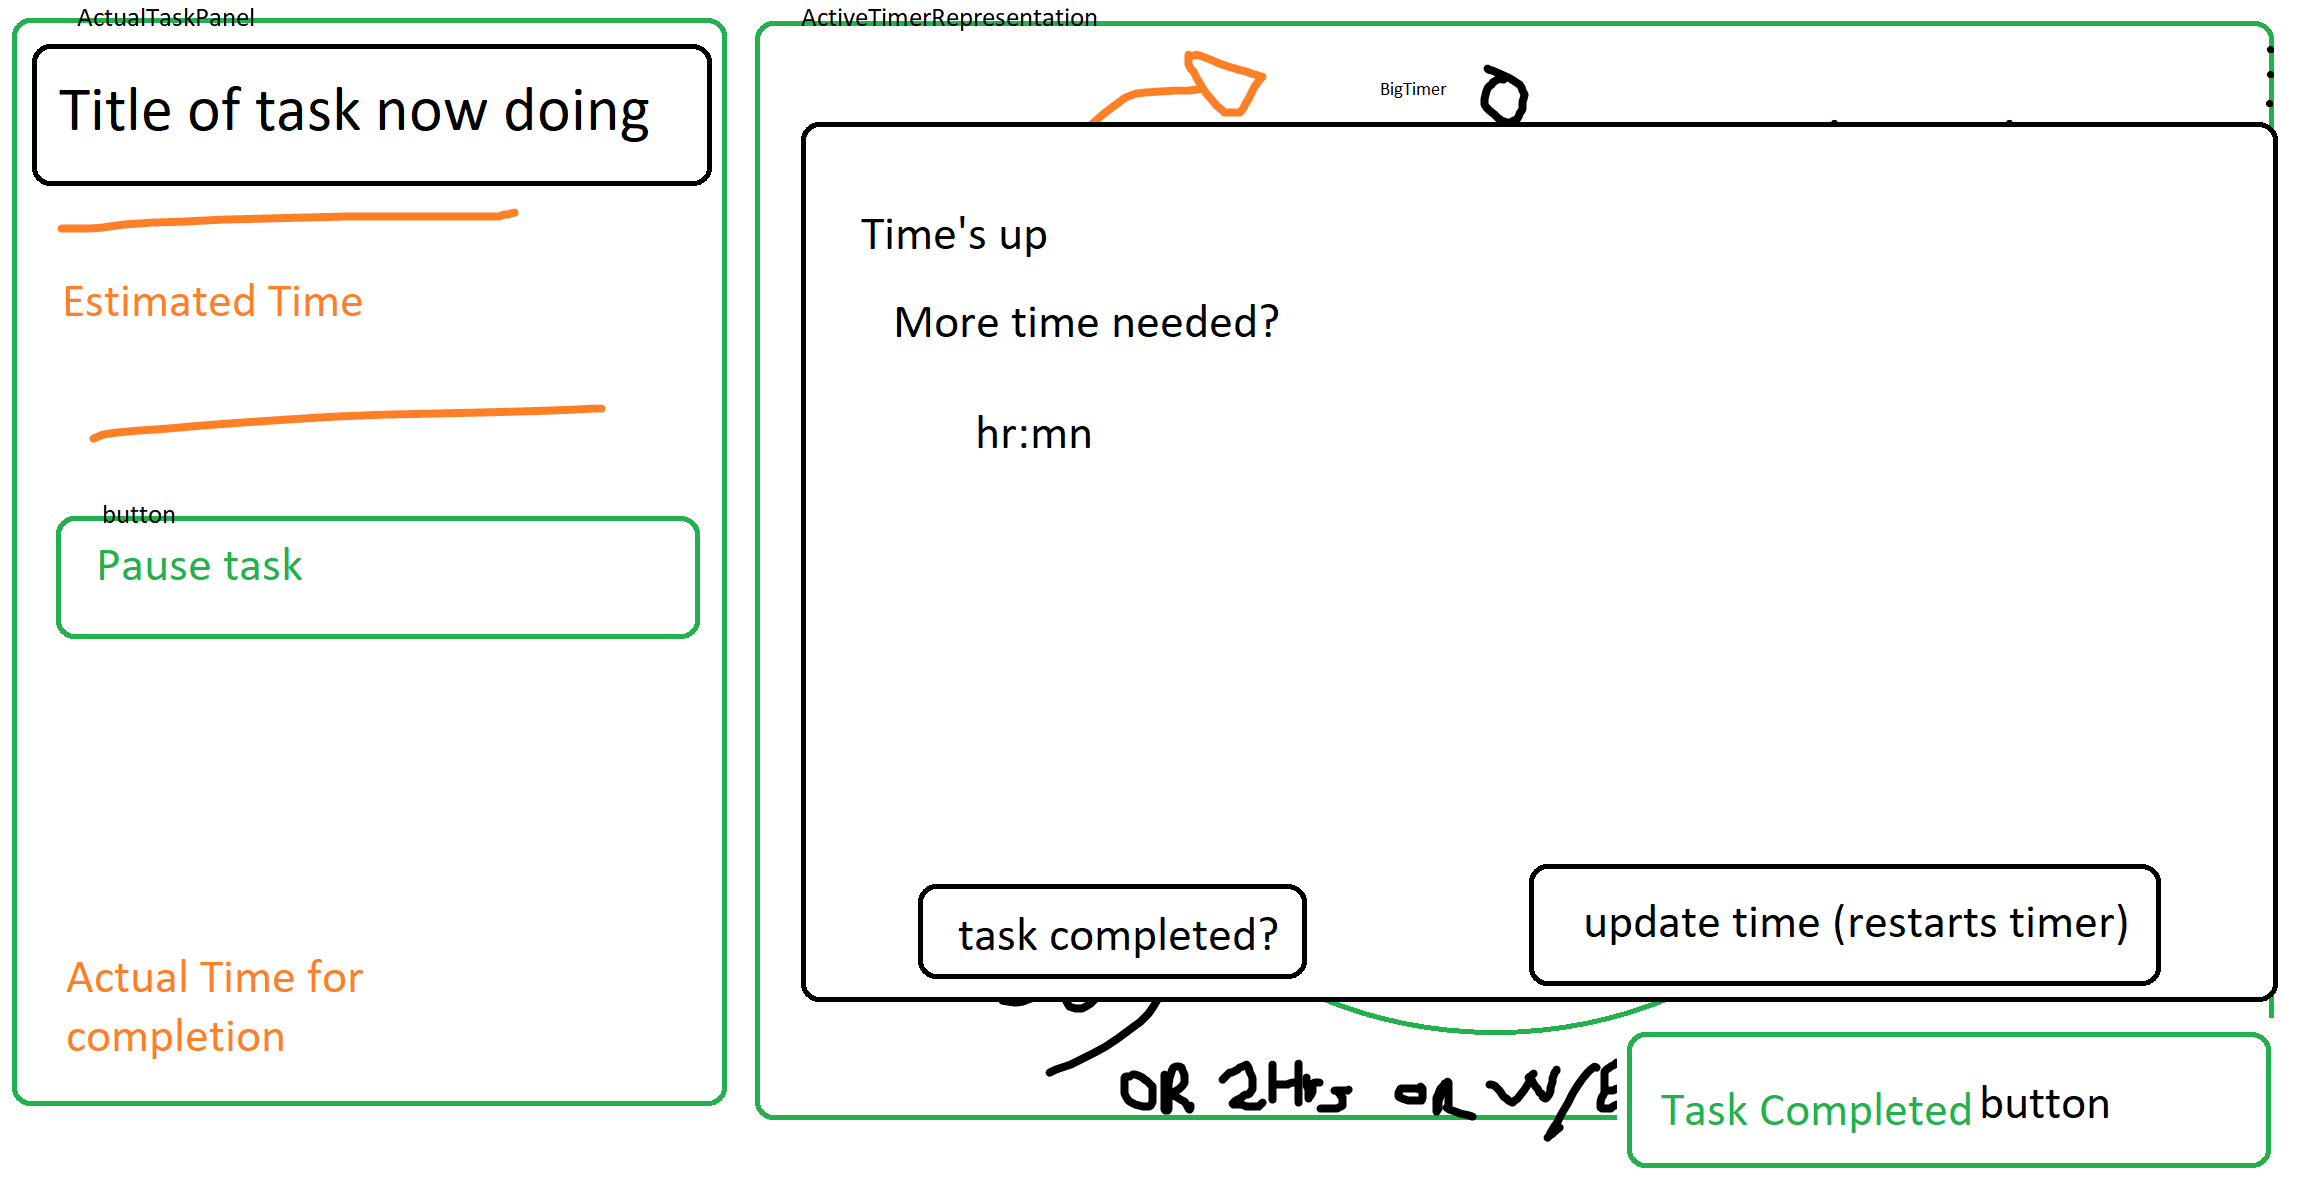 ActualTaskPanel
Title of task now doing
Estimated Time
button
Pause task
Actual Time for
completion
ActiveTimerRepresentation
BigTimer
Time's up
More time needed?
hr:mn
task completed?
update time (restarts timer)
OR 2Hrs OR W/E
Task Completed button